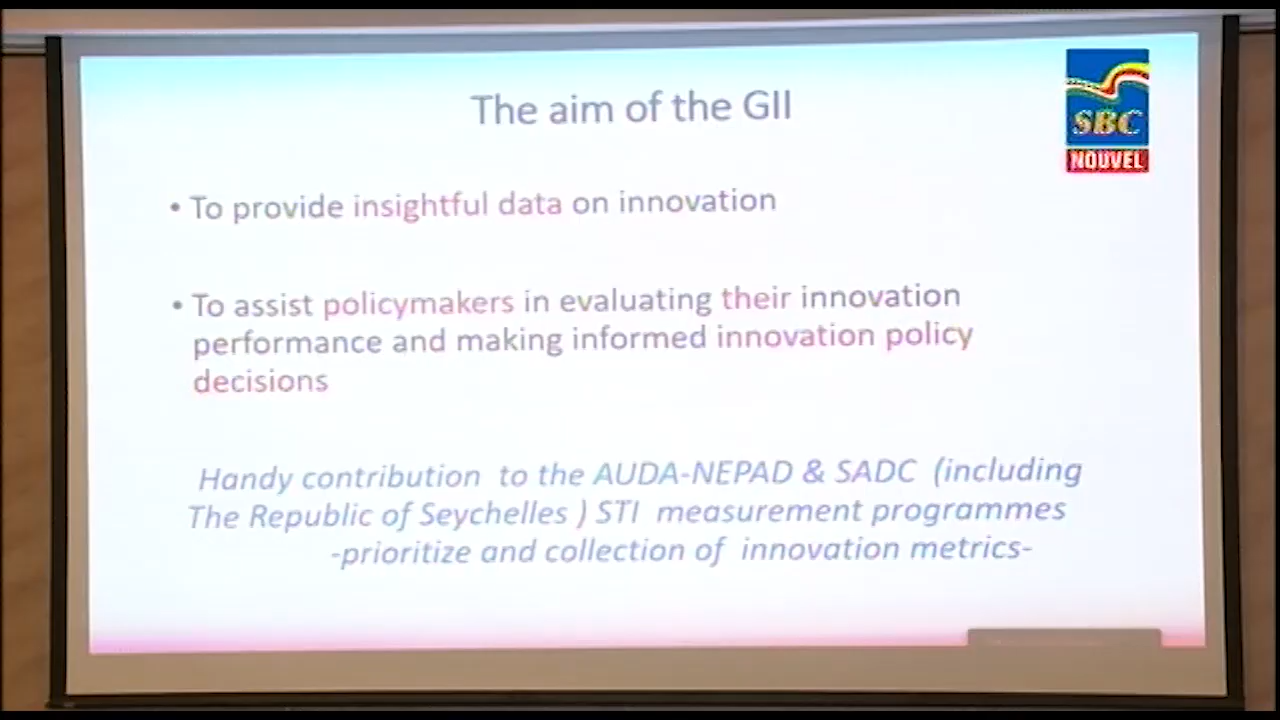 The aim of the GII
SBC
NOUVEL
• To provide insightful data on innovation
• To assist policymakers in evaluating their innovation
performance and making informed innovation policy
decisions
Handy contribution to the AUDA-NEPAD & SADC (including
The Republic of Seychelles ) STI measurement programmes
-prioritize and collection of innovation metrics-